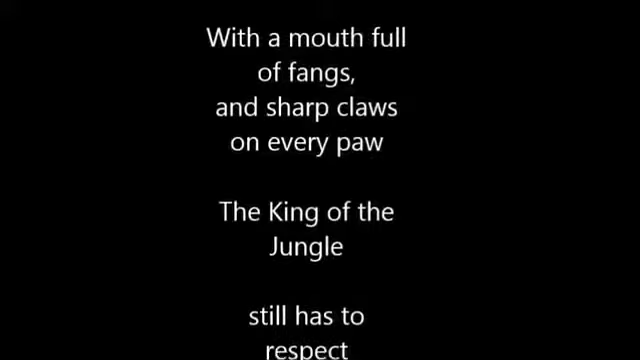 With a mouth full
of fangs,
and sharp claws
on every paw
The King of the
Jungle
still has to
respect